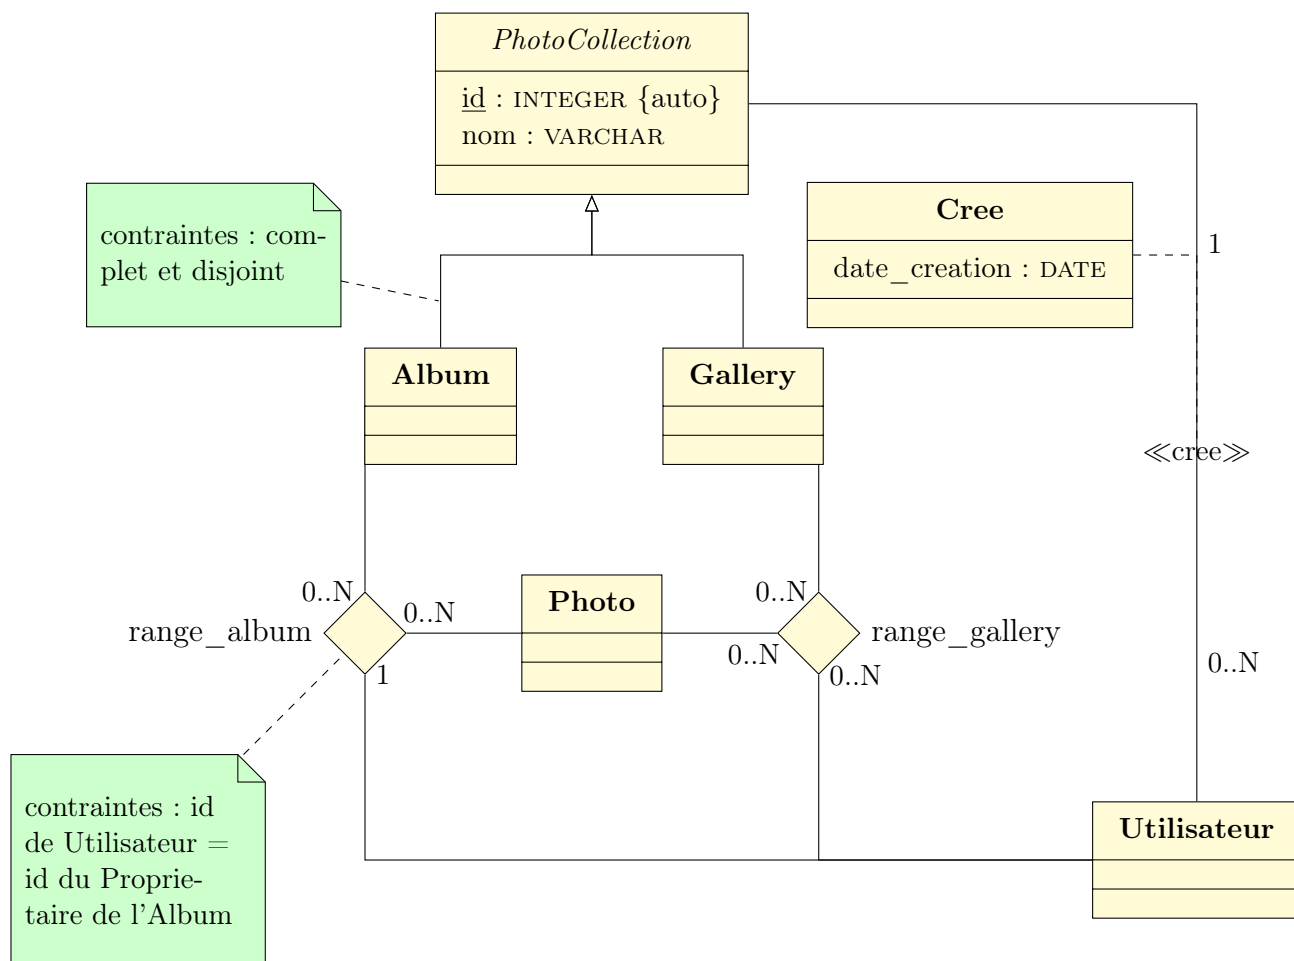 PhotoCollection
id : INTEGER {auto}
nom : VARCHAR
contraintes : com-
plet et disjoint
Cree
date_creation : DATE
1
Album
Gallery
≪cree≫
0..N
0..N
Photo
0..N
range_album
range_gallery
0..N
0..N
1
0..N
contraintes : id
de Utilisateur =
id du Proprie-
taire de l'Album
Utilisateur